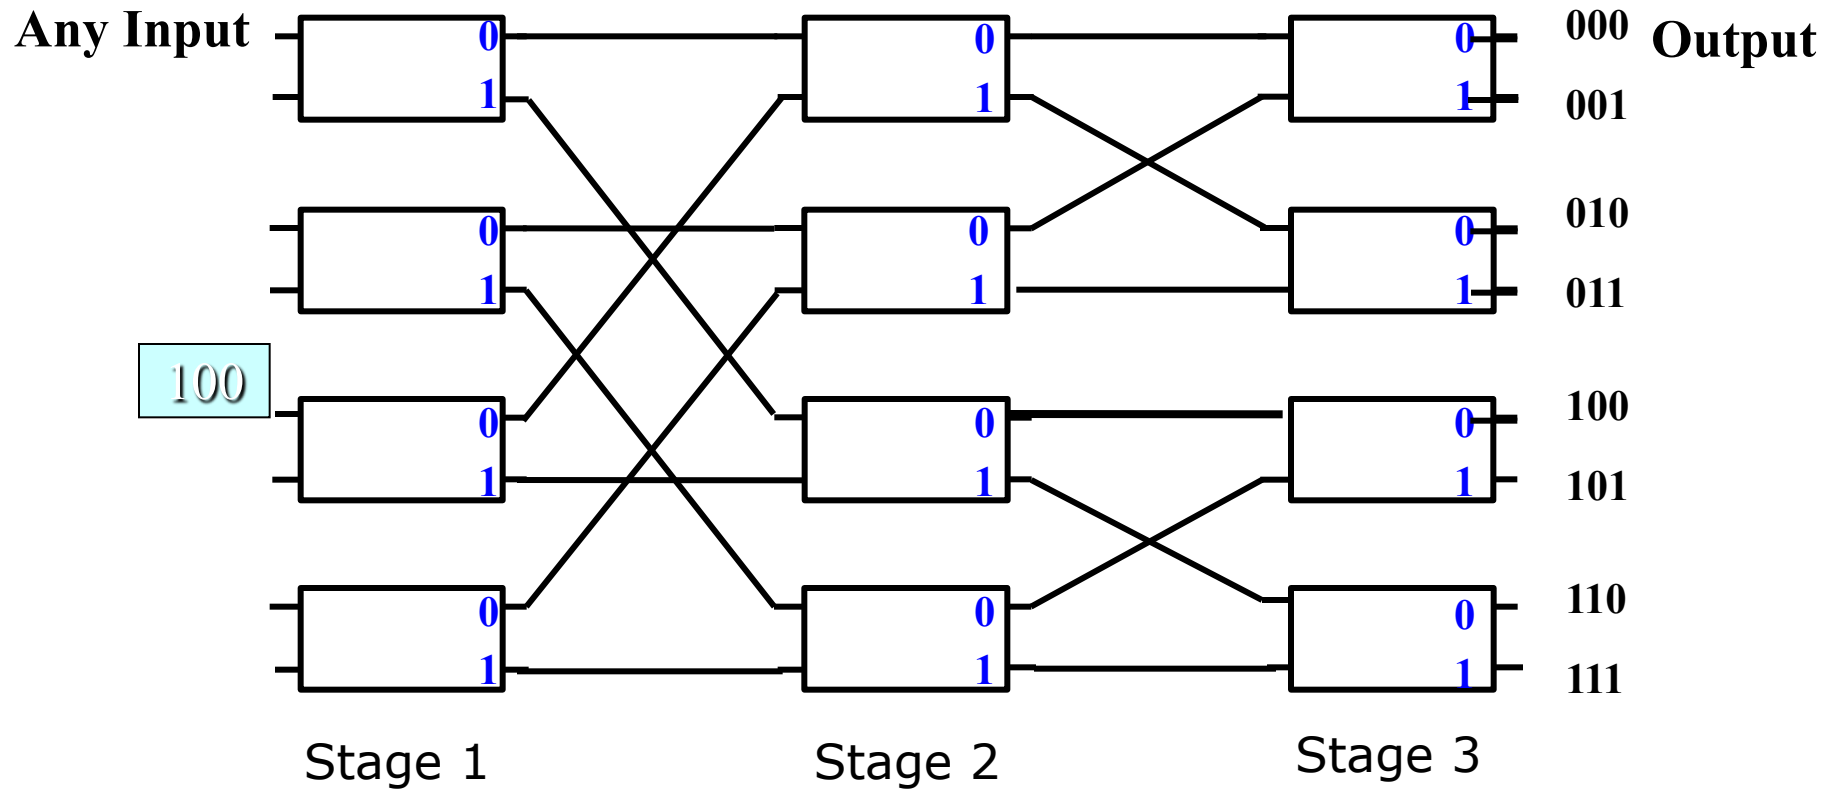 Any Input
0 0 0 000 Output
1 1 1 001
0 0 0 010
1 1 1 011
100
0 0 0 100
1 1 1 101
0 0 0 110
1 1 1 111
Stage 1 Stage 2 Stage 3